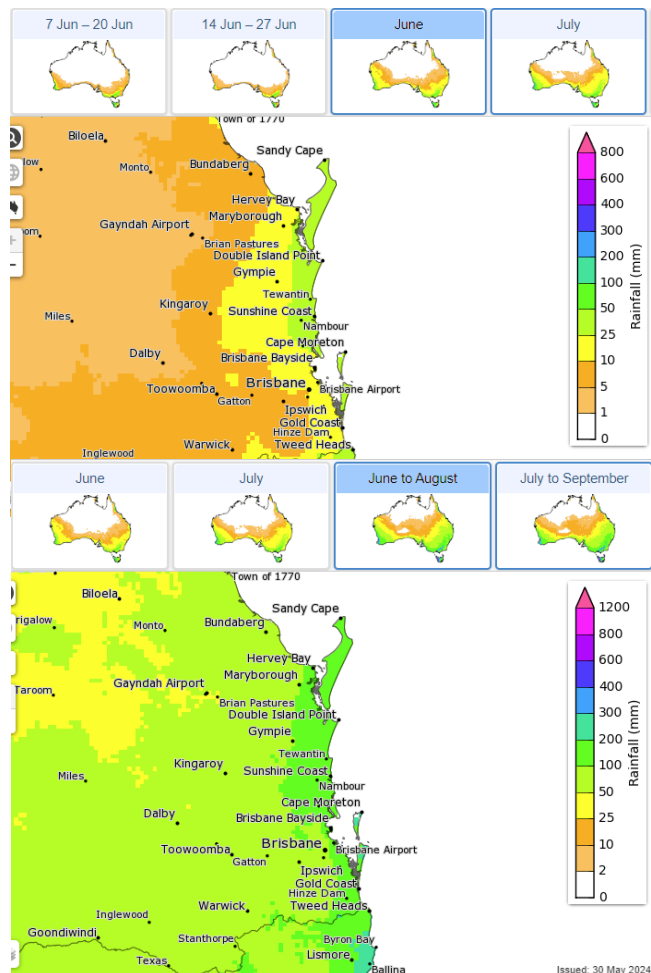 7 Jun – 20 Jun
14 Jun – 27 Jun
June
July
Town of 1770
Biloela
Sandy Cape
Monto
Bundaberg
Hervey Bay
Maryborough
Gayndah Airport
Brian Pastures
Double Island Point
Gympie
Tewantin
Kingaroy
Sunshine Coast
Miles
Nambour
Cape Moreton
Dalby
Brisbane Bayside
Brisbane
Toowoomba
Brisbane Airport
Gatton
Ipswich
Gold Coast
Hinze Dam
Warwick
Tweed Heads
Inglewood
800
600
400
300
200
100
50
25
10
5
1
0
Rainfall (mm)
June
July
June to August
July to September
Town of 1770
Biloela
Sandy Cape
rigalow
Monto
Bundaberg
Hervey Bay
Maryborough
Taroom
Gayndah Airport
Brian Pastures
Double Island Point
Gympie
Tewantin
Kingaroy
Sunshine Coast
Miles
Nambour
Cape Moreton
Dalby
Brisbane Bayside
Brisbane
Toowoomba
Brisbane Airport
Gatton
Ipswich
Gold Coast
Hinze Dam
Warwick
Tweed Heads
Inglewood
Goondiwindi
Stanthorpe
Byron Bay
Lismore
Texas
Ballina
1200
800
600
400
300
200
100
50
25
10
2
0
Rainfall (mm)
Issued: 30 May 2024